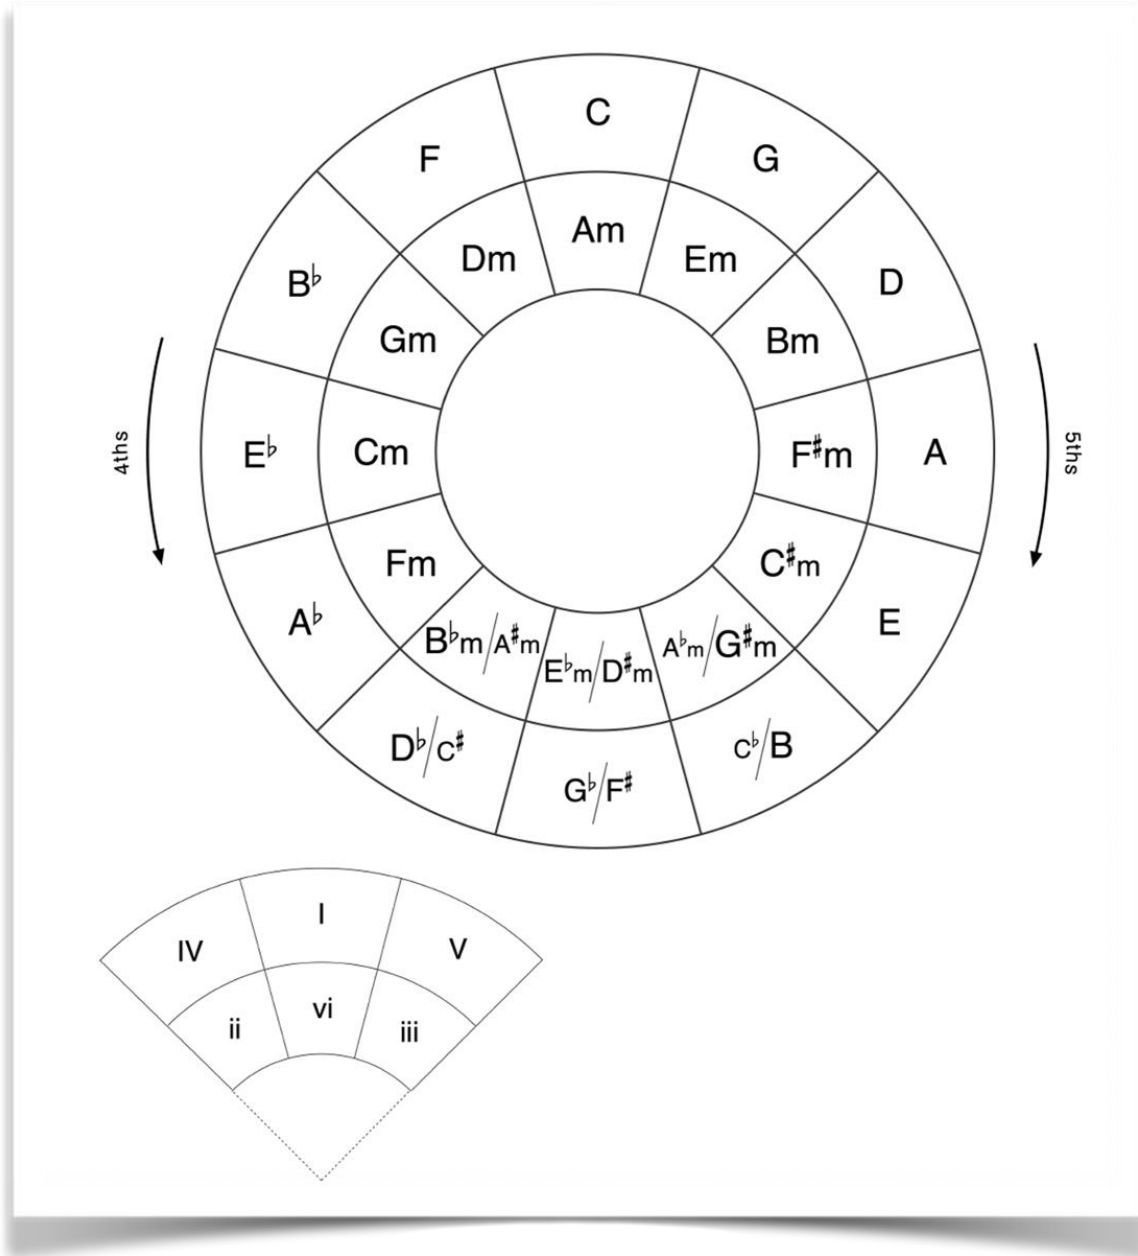 C
F
G
Am
Dm
Em
B♭
D
Gm
Bm
4ths
E♭
Cm
F♯m
A
5ths
Fm
C♯m
A♭
E
B♭m/A♯m
E♭m/D♯m
A♭m/G♯m
D♭/C♯
G♭/F♯
C♭/B
I
IV
V
vi
ii
iii